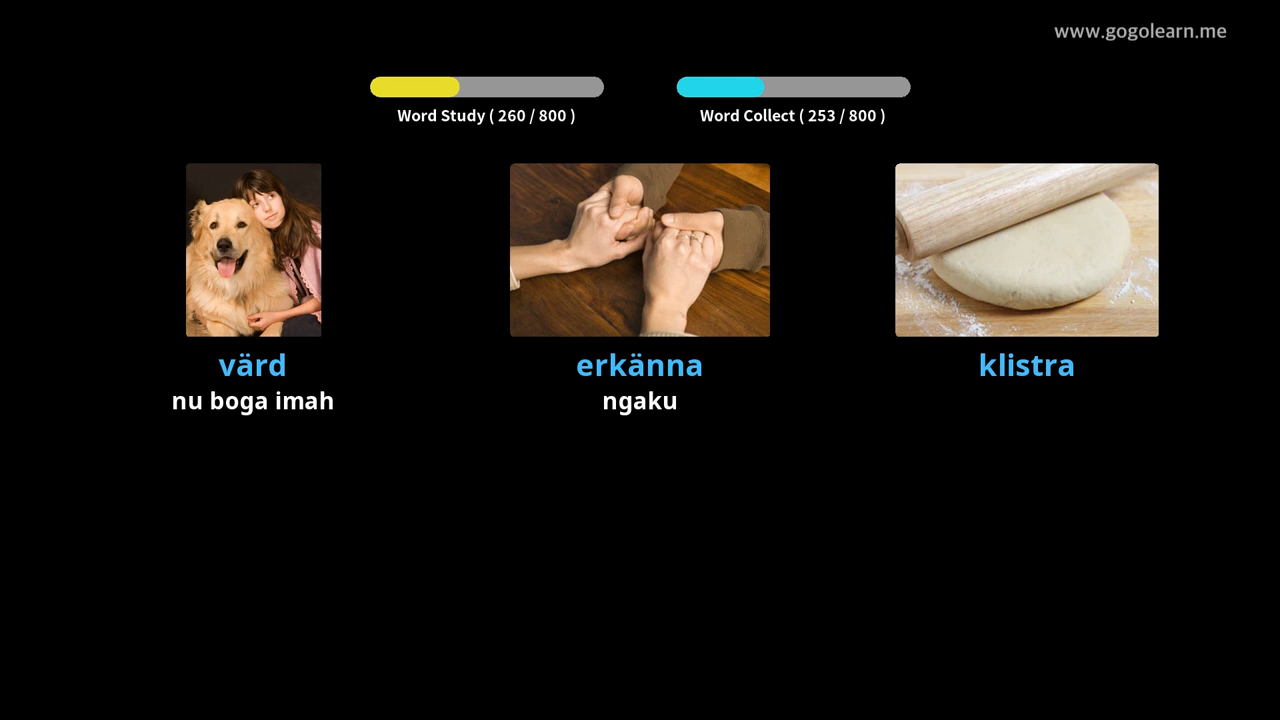 www.gogolearn.me
Word Study ( 260 / 800 )
Word Collect ( 253 / 800 )
värd
erkänna
klistra
nu boga imah
ngaku